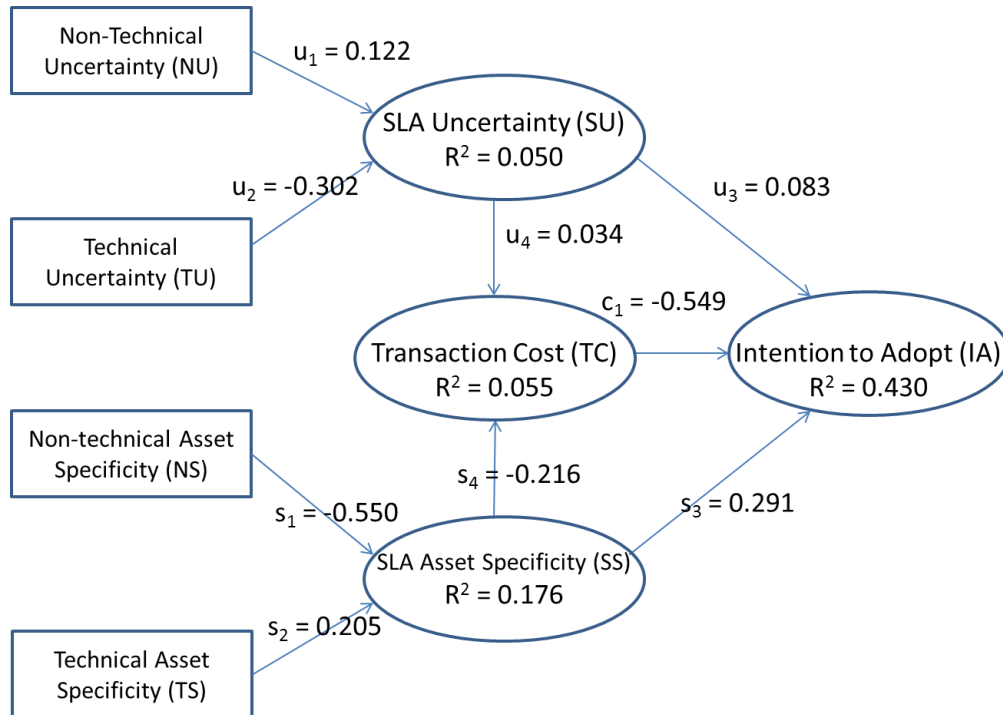 Non-Technical
Uncertainty (NU)
u₁ = 0.122
SLA Uncertainty (SU)
R² = 0.050
u₂ = -0.302
u₃ = 0.083
Technical
Uncertainty (TU)
u₄ = 0.034
c₁ = -0.549
Transaction Cost (TC)
R² = 0.055
Intention to Adopt (IA)
R² = 0.430
Non-technical Asset
Specificity (NS)
s₄ = -0.216
s₃ = 0.291
s₁ = -0.550
SLA Asset Specificity (SS)
R² = 0.176
s₂ = 0.205
Technical Asset
Specificity (TS)